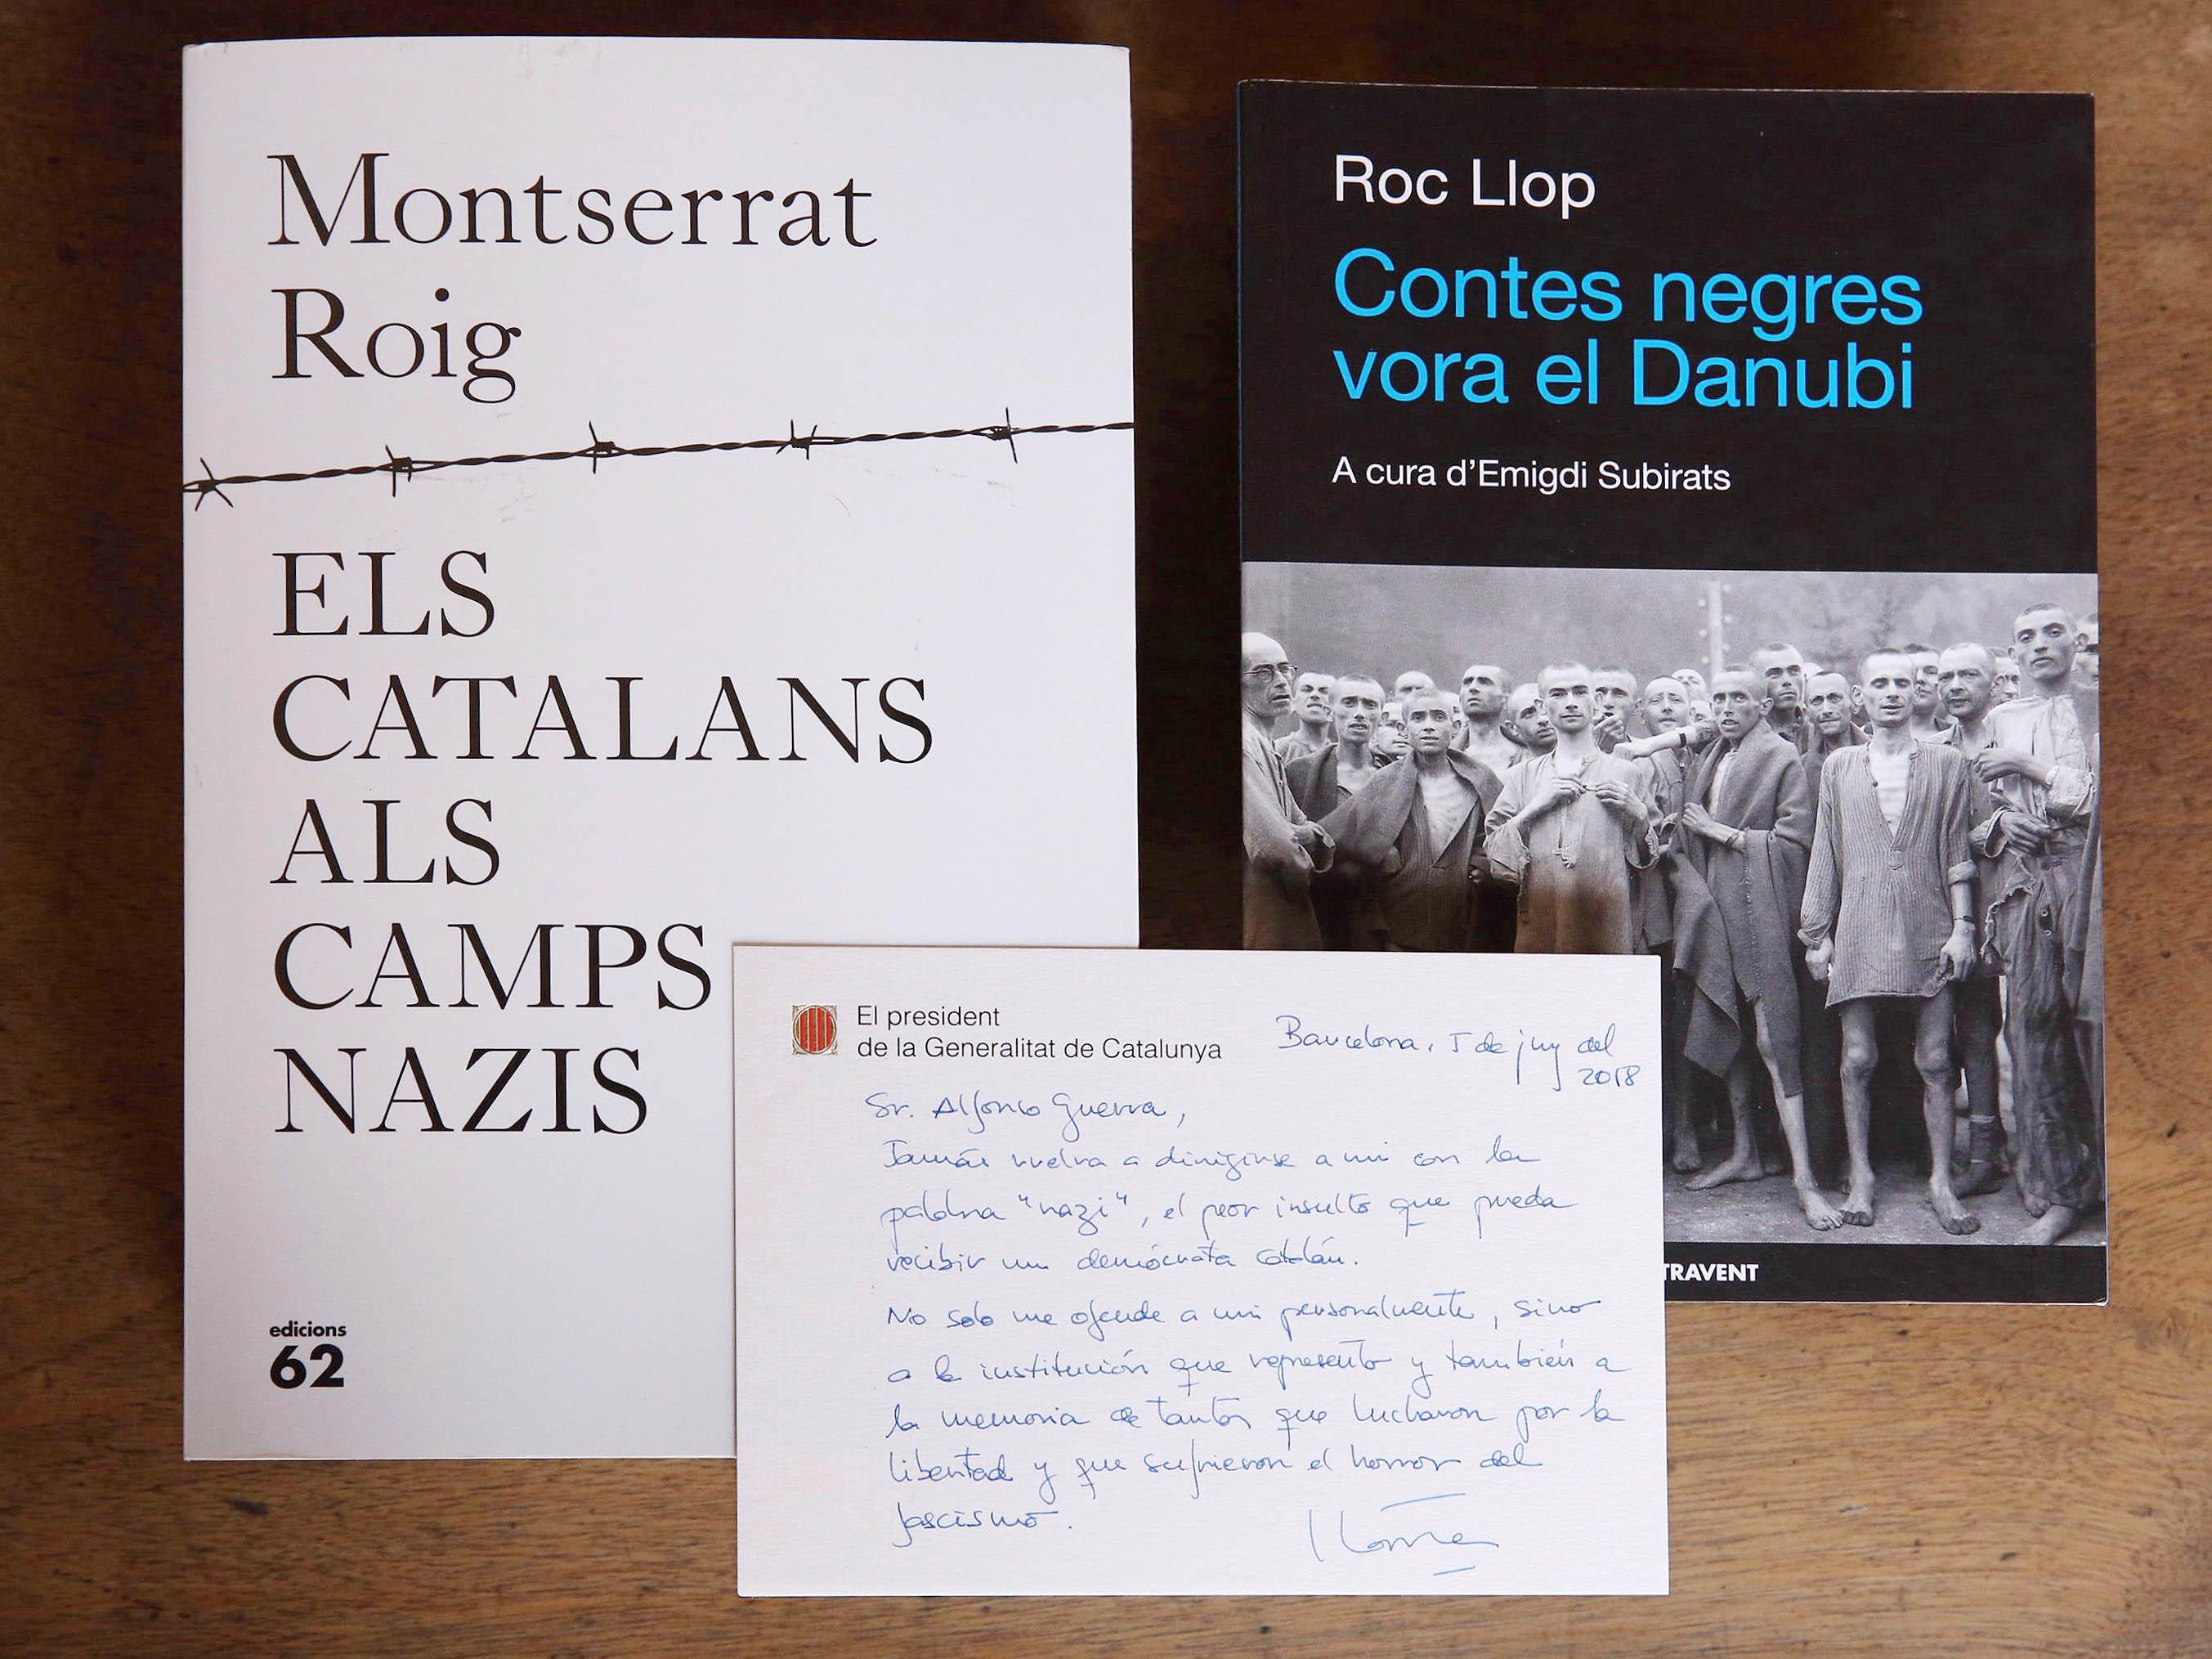 Montserrat
Roig
ELS
CATALANS
ALS
CAMPS
NAZIS
edicions
62
Roc Llop
Contes negres
vora el Danubi
A cura d'Emigdi Subirats
TRAVENT
El president
de la Generalitat de Catalunya
Barcelona, 5 de juny del
2018
Sr. Alfonso Guerra,
Jamás vuelva a dirigirse a mi con la
palabra "nazi", el peor insulto que pueda
recibir un demócrata catalán.
No solo me ofende a mi personalmente, sino
a la institución que represento y también a
la memoria de tantos que lucharon por la
libertad y que sufrieron el horror del
fascismo.